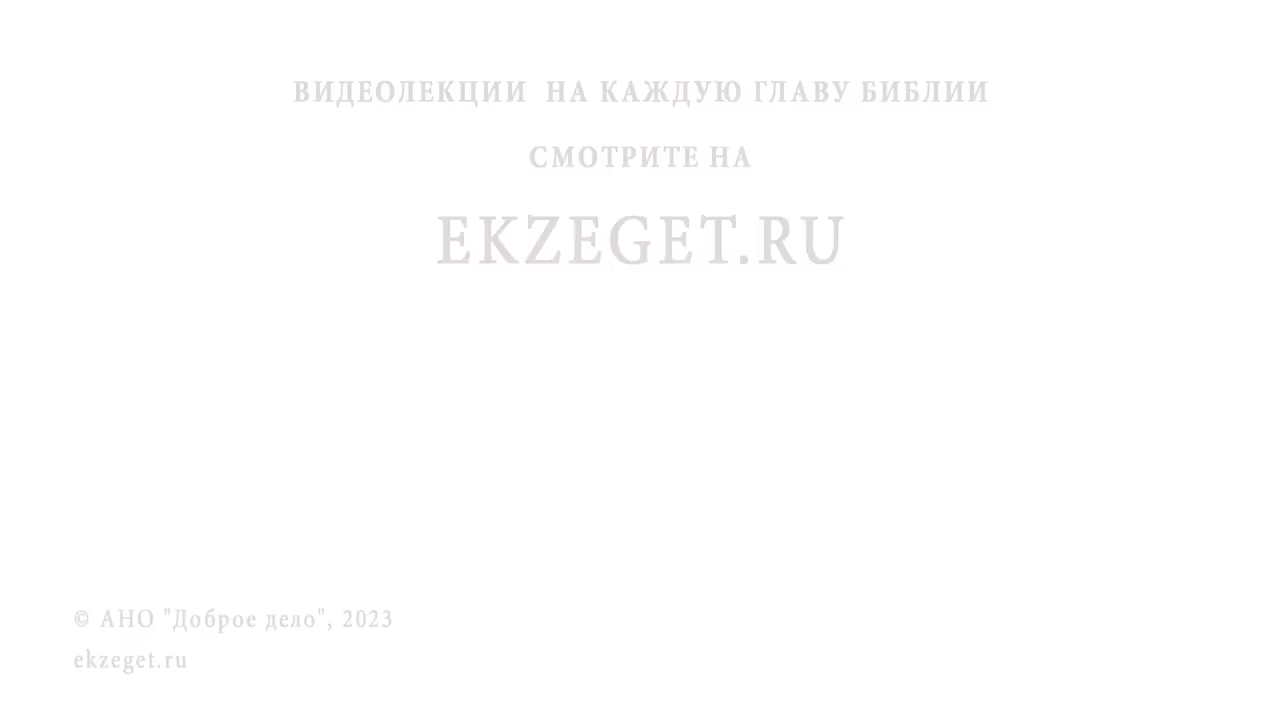 ВИДЕОЛЕКЦИИ НА КАЖДУЮ ГЛАВУ БИБЛИИ
СМОТРИТЕ НА
EKZEGET.RU
© АНО "Доброе дело", 2023
ekzeget.ru